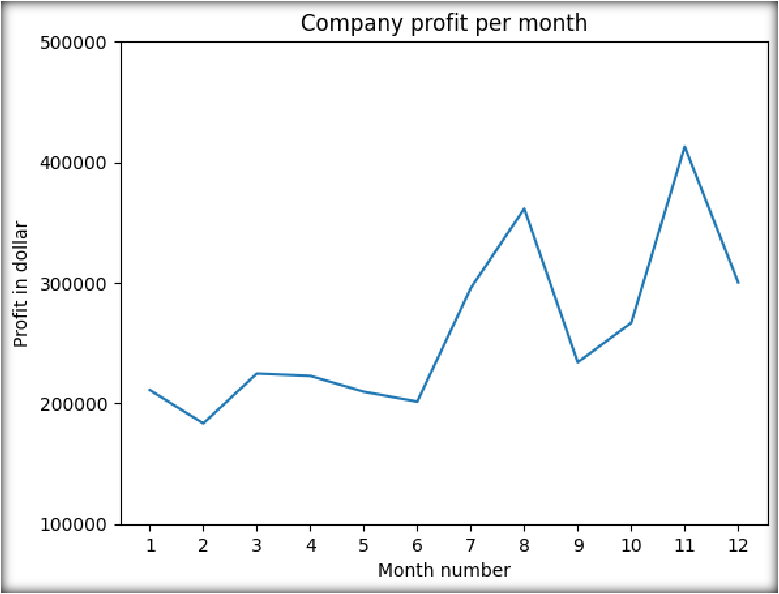 Company profit per month
500000
400000
300000
200000
100000
Profit in dollar
1 2 3 4 5 6 7 8 9 10 11 12
Month number